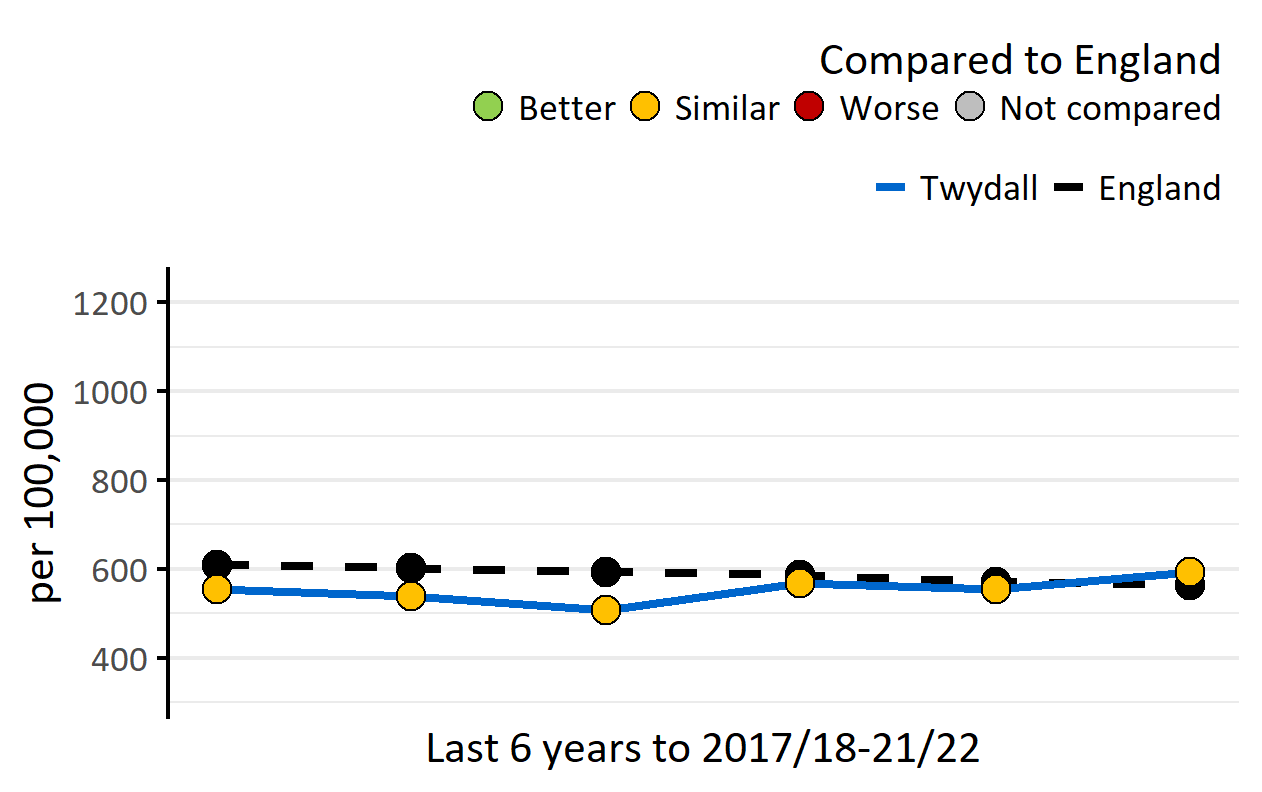 Compared to England
Better Similar Worse Not compared
Twydall England
1200
1000
800
600
400
per 100,000
Last 6 years to 2017/18-21/22